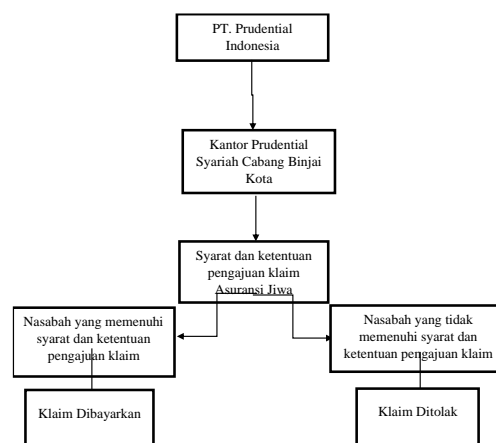 PT. Prudential
Indonesia
Kantor Prudential
Syariah Cabang Binjai
Kota
Syarat dan ketentuan
pengajuan klaim
Asuransi Jiwa
Nasabah yang memenuhi
syarat dan ketentuan
pengajuan klaim
Nasabah yang tidak
memenuhi syarat dan
ketentuan pengajuan klaim
Klaim Dibayarkan
Klaim Ditolak